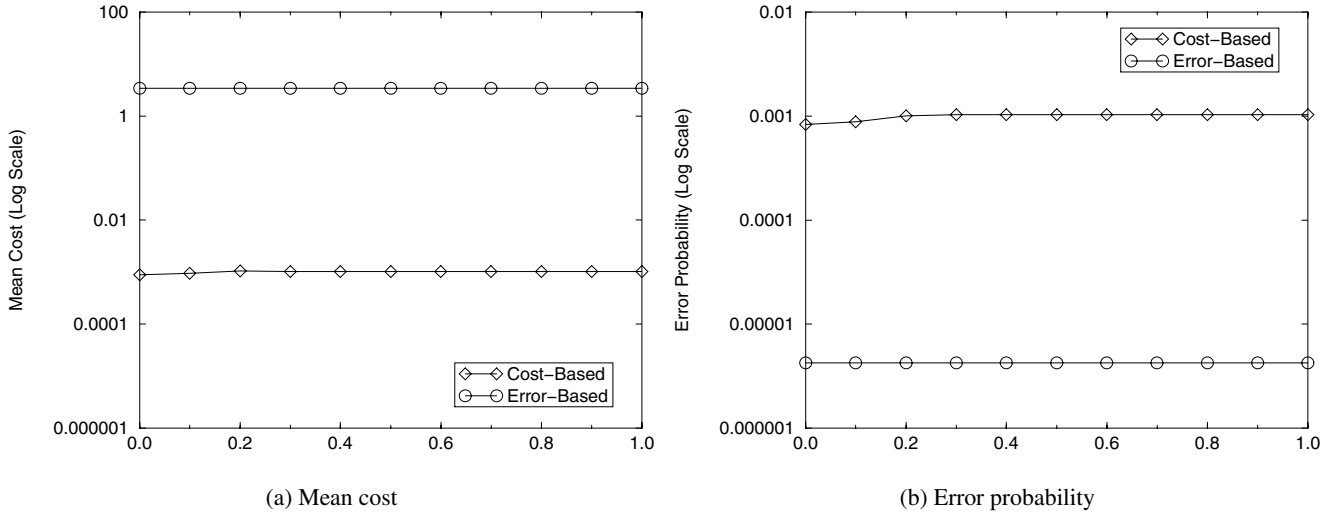 100
1
0.01
0.0001
0.000001
Mean Cost (Log Scale)
Cost-Based
Error-Based
0.0 0.2 0.4 0.6 0.8 1.0
(a) Mean cost
0.01
0.001
0.0001
0.00001
0.000001
Error Probability (Log Scale)
Cost-Based
Error-Based
0.0 0.2 0.4 0.6 0.8 1.0
(b) Error probability